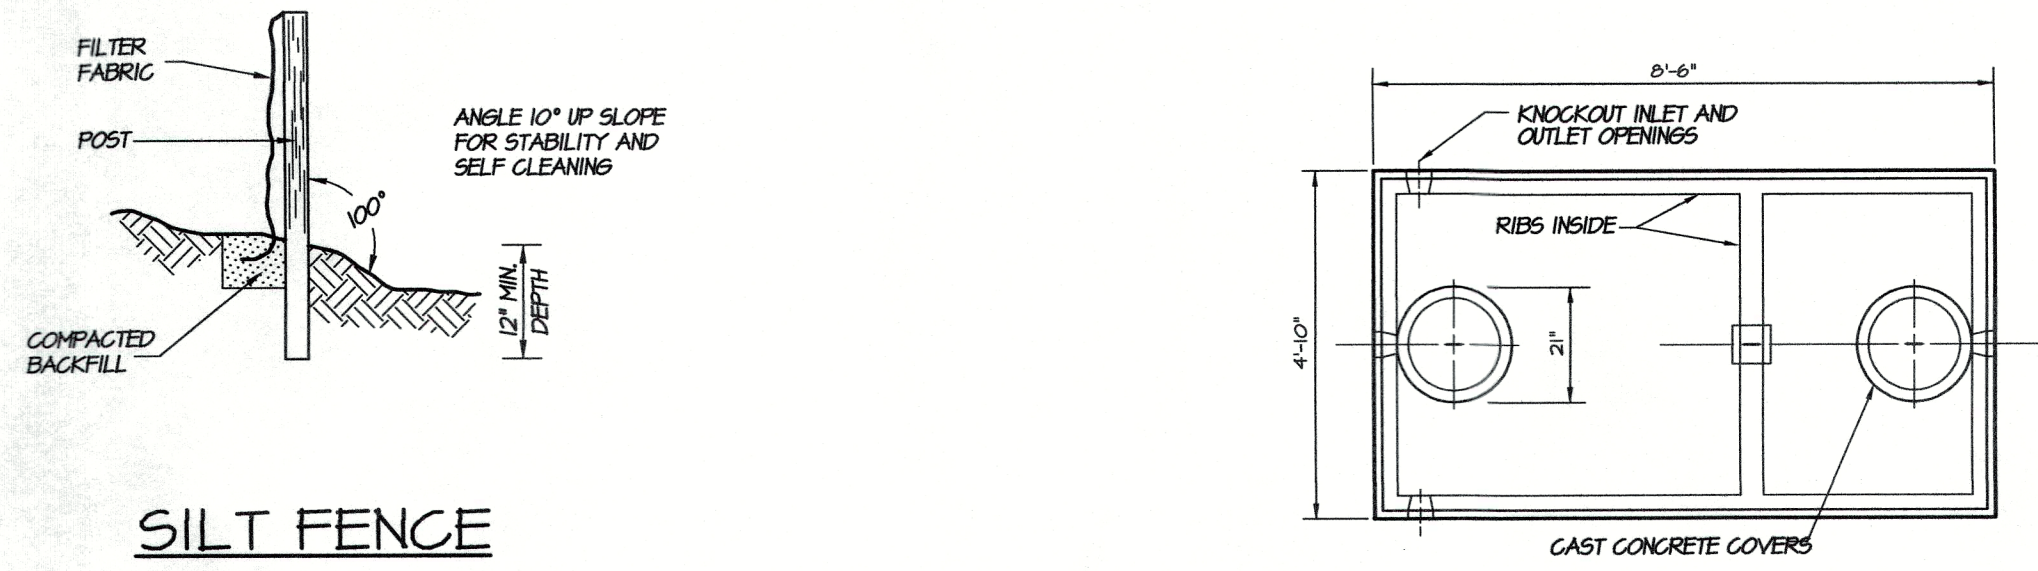 FILTER
FABRIC
POST
ANGLE 10° UP SLOPE
FOR STABILITY AND
SELF CLEANING
100°
12" MIN.
DEPTH
COMPACTED
BACKFILL
SILT FENCE
8'-6"
KNOCKOUT INLET AND
OUTLET OPENINGS
RIBS INSIDE
4'-10"
21"
CAST CONCRETE COVERS